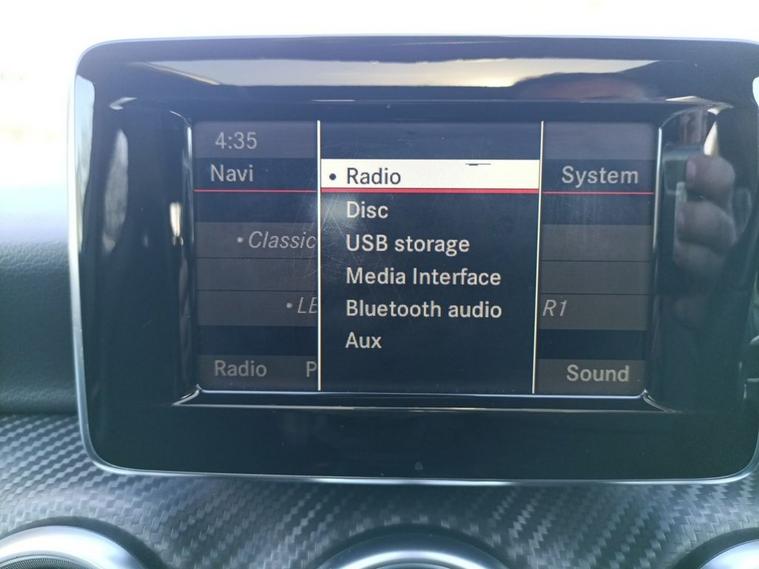 4:35
Navi
• Radio
System
Disc
• Classic
USB storage
Media Interface
• LE
Bluetooth audio
R1
Aux
Radio
P
Sound